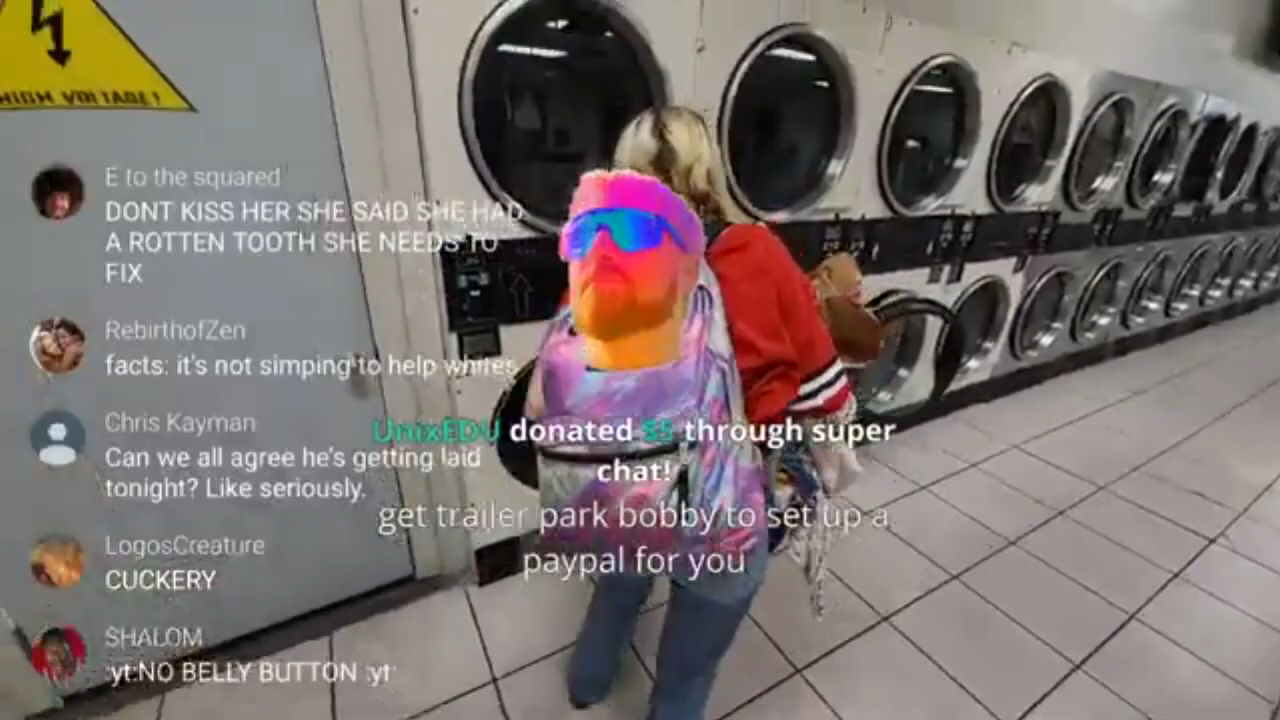 HIGH VOLTAGE!
E to the squared
DONT KISS HER SHE SAID SHE HAD
A ROTTEN TOOTH SHE NEEDS TO
FIX
RebirthofZen
facts: it's not simping to help whites
Chris Kayman
Can we all agree he's getting laid
tonight? Like seriously.
LogosCreature
CUCKERY
SHALOM
:yt:NO BELLY BUTTON :yt:
UnixEDU donated $5 through super
chat!
get trailer park bobby to set up a
paypal for you